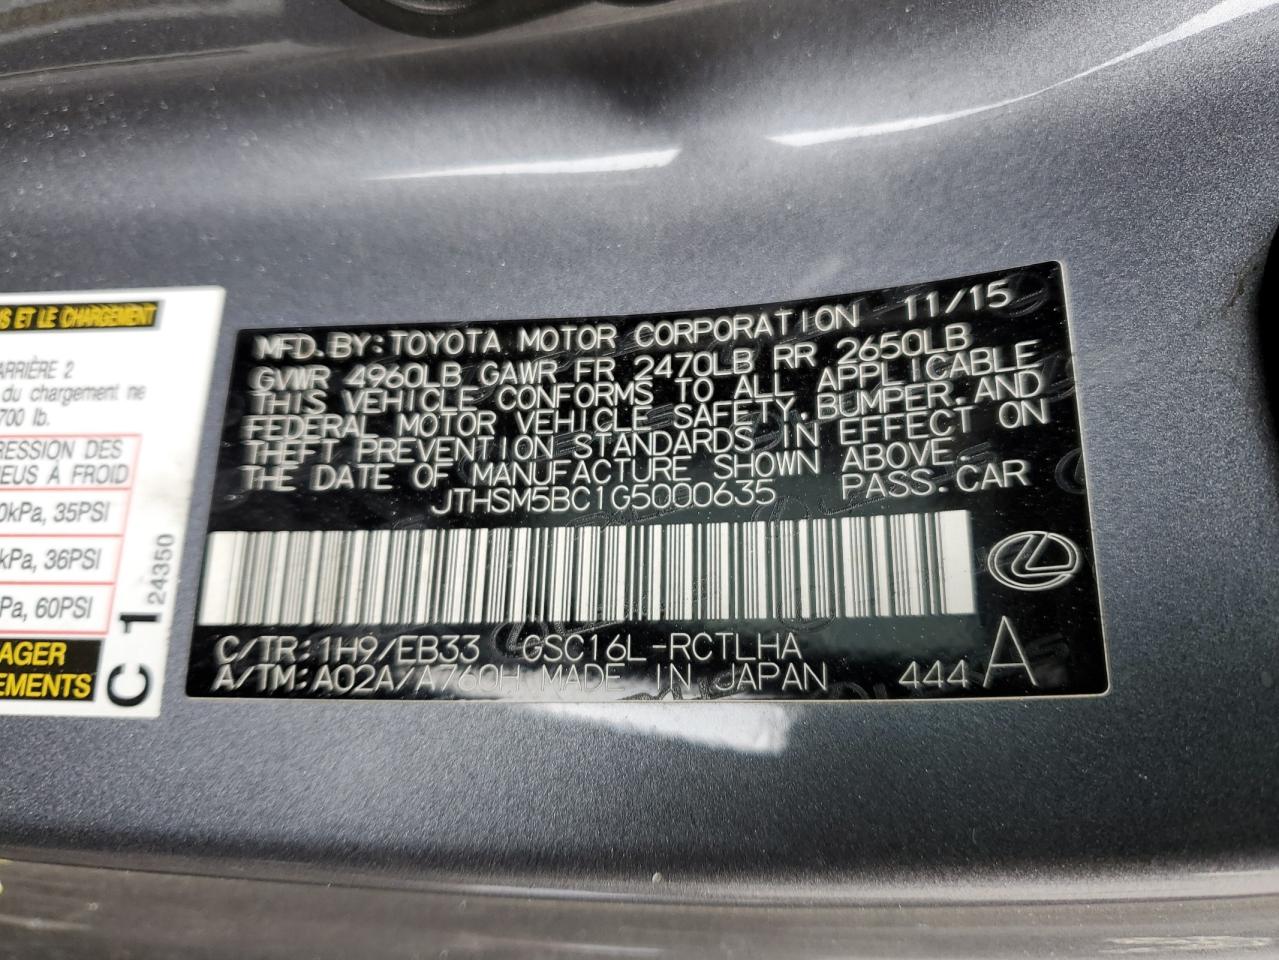 S ET LE CHARGEMENT
ARRIÈRE 2
du chargement ne
700 lb.
RESSION DES
EUS À FROID
0kPa, 35PSI
kPa, 36PSI
Pa, 60PSI
AGER
EMENTS
C 1
24350
MFD.BY:TOYOTA MOTOR CORPORATION 11/15
GVWR 4960LB GAWR FR 2470LB RR 2650LB
THIS VEHICLE CONFORMS TO ALL APPLICABLE
FEDERAL MOTOR VEHICLE SAFETY,BUMPER,AND
THEFT PREVENTION STANDARDS IN EFFECT ON
THE DATE OF MANUFACTURE SHOWN ABOVE.
JTHSM5BC1G5000635 PASS.CAR
C/TR:1H9/EB33 GSC16L-RCTLHA
A/TM:A02A/A760H MADE IN JAPAN 444 A